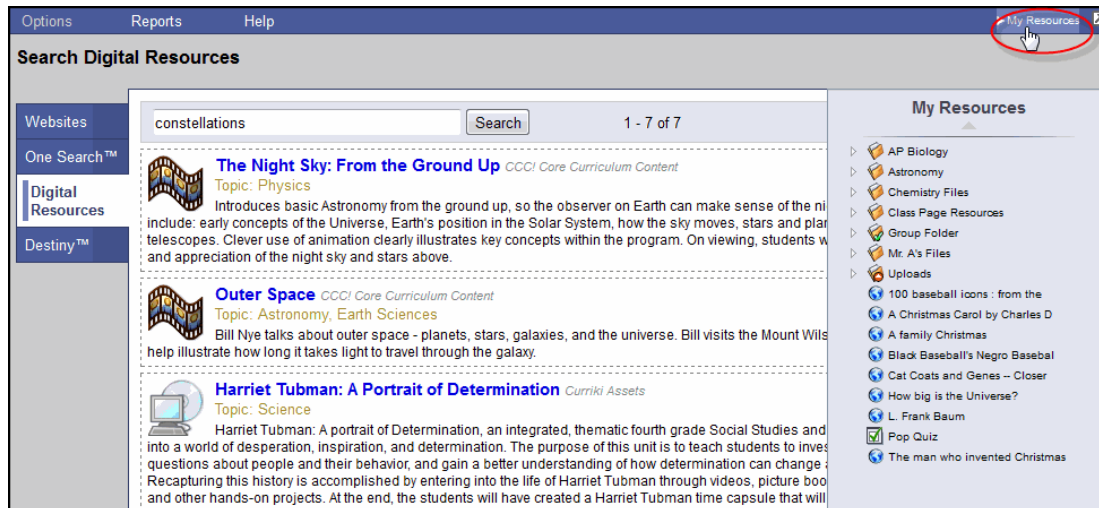 Options Reports Help My Resources
Search Digital Resources
Websites
One Search™
Digital
Resources
Destiny™
constellations Search 1 - 7 of 7
The Night Sky: From the Ground Up CCC! Core Curriculum Content
Topic: Physics
Introduces basic Astronomy from the ground up, so the observer on Earth can make sense of the
include: early concepts of the Universe, Earth's position in the Solar System, how the sky moves, stars and
telescopes. Clever use of animation clearly illustrates key concepts within the program. On viewing, students
and appreciation of the night sky and stars above.
Outer Space CCC! Core Curriculum Content
Topic: Astronomy, Earth Sciences
Bill Nye talks about outer space - planets, stars, galaxies, and the universe. Bill visits the Mount
help illustrate how long it takes light to travel through the galaxy.
Harriet Tubman: A Portrait of Determination Curriki Assets
Topic: Science
Harriet Tubman: A portrait of Determination, an integrated, thematic fourth grade Social Studies and
into a world of desperation, inspiration, and determination. The purpose of this unit is to teach students to
questions about people and their behavior, and gain a better understanding of how determination can change
Recapturing this history is accomplished by entering into the life of Harriet Tubman through videos, picture
and other hands-on projects. At the end, the students will have created a Harriet Tubman time capsule that will
My Resources
AP Biology
Astronomy
Chemistry Files
Class Page Resources
Group Folder
Mr. A's Files
Uploads
100 baseball icons : from the
A Christmas Carol by Charles D
A family Christmas
Black Baseball's Negro Basebal
Cat Coats and Genes -- Closer
How big is the Universe?
L. Frank Baum
Pop Quiz
The man who invented Christmas